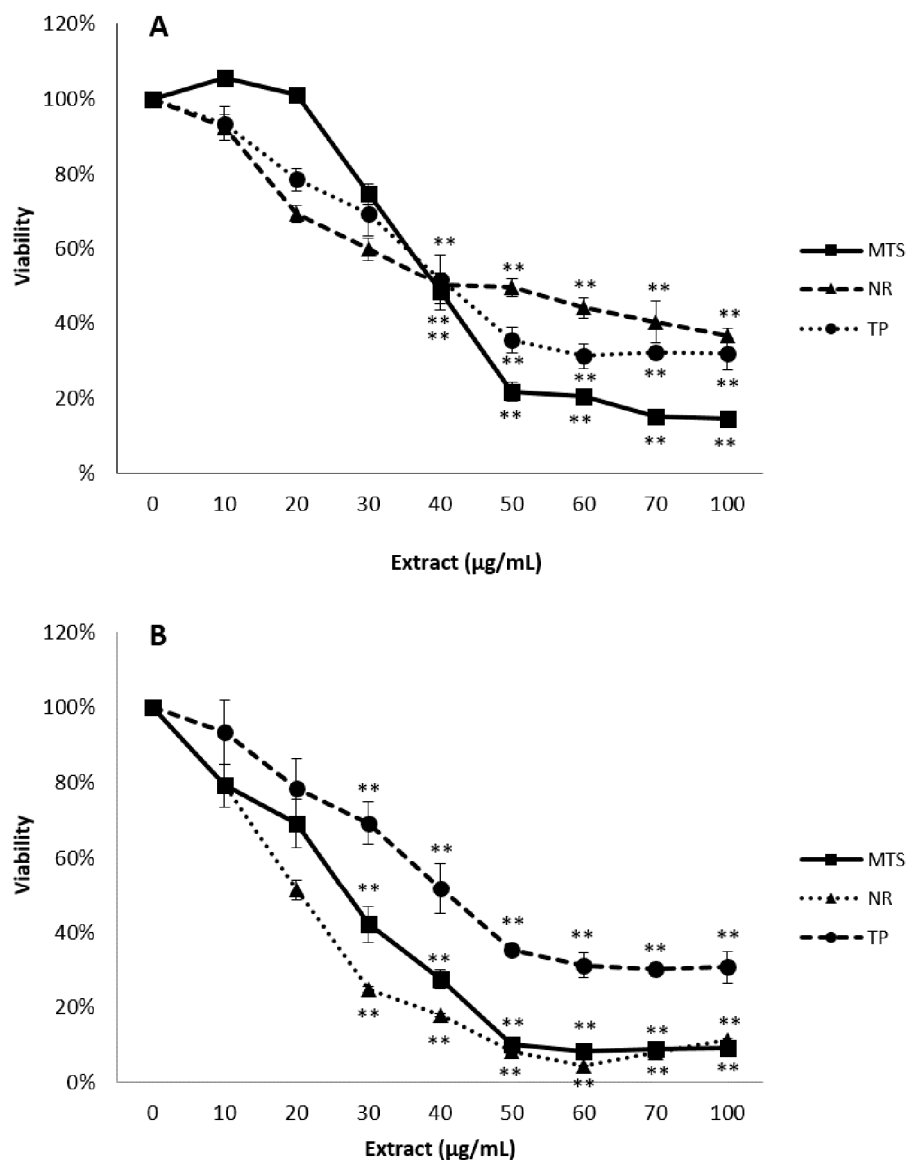 A
120%
100%
80%
60%
40%
20%
%
Viability
** ** ** ** **
** ** ** ** **
** ** ** ** **
0 10 20 30 40 50 60 70 100
Extract (µg/mL)
MTS
NR
TP
B
120%
100%
80%
60%
40%
20%
0%
Viability
** ** ** ** ** **
** ** ** ** ** **
** ** ** ** ** **
0 10 20 30 40 50 60 70 100
Extract (µg/mL)
MTS
NR
TP